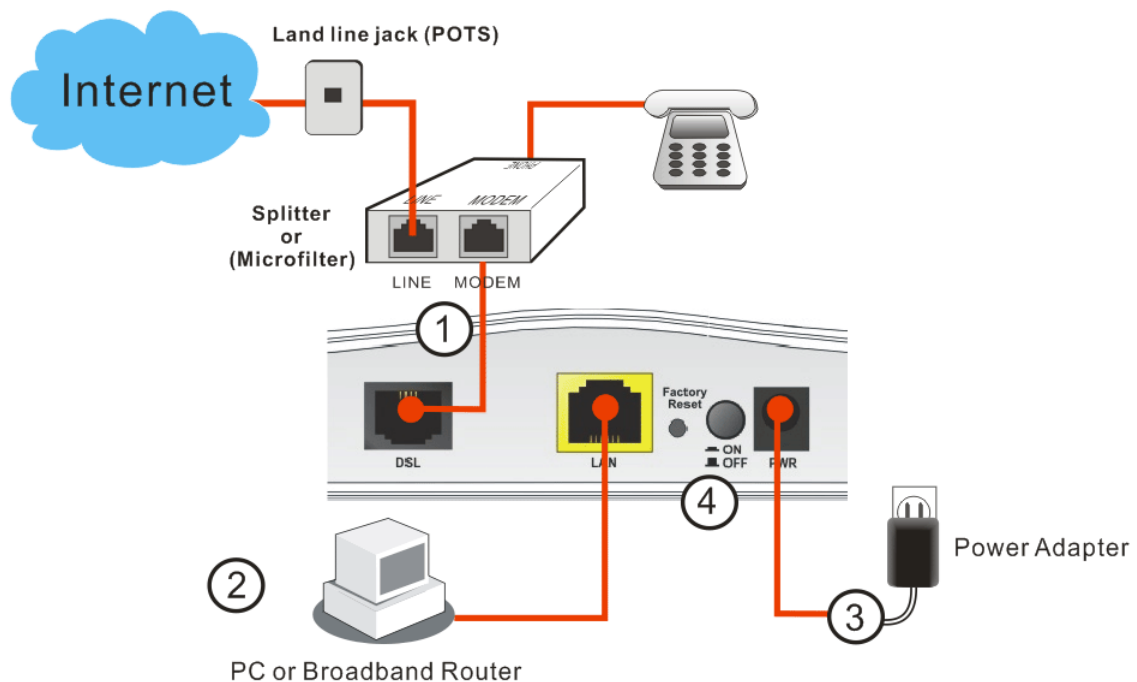 Land line jack (POTS)
Internet
PHONE
LINE MODEM
Splitter
or
(Microfilter)
LINE MODEM
1
Factory
Reset
ON
OFF
DSL
LAN
PWR
4
2
3
Power Adapter
PC or Broadband Router